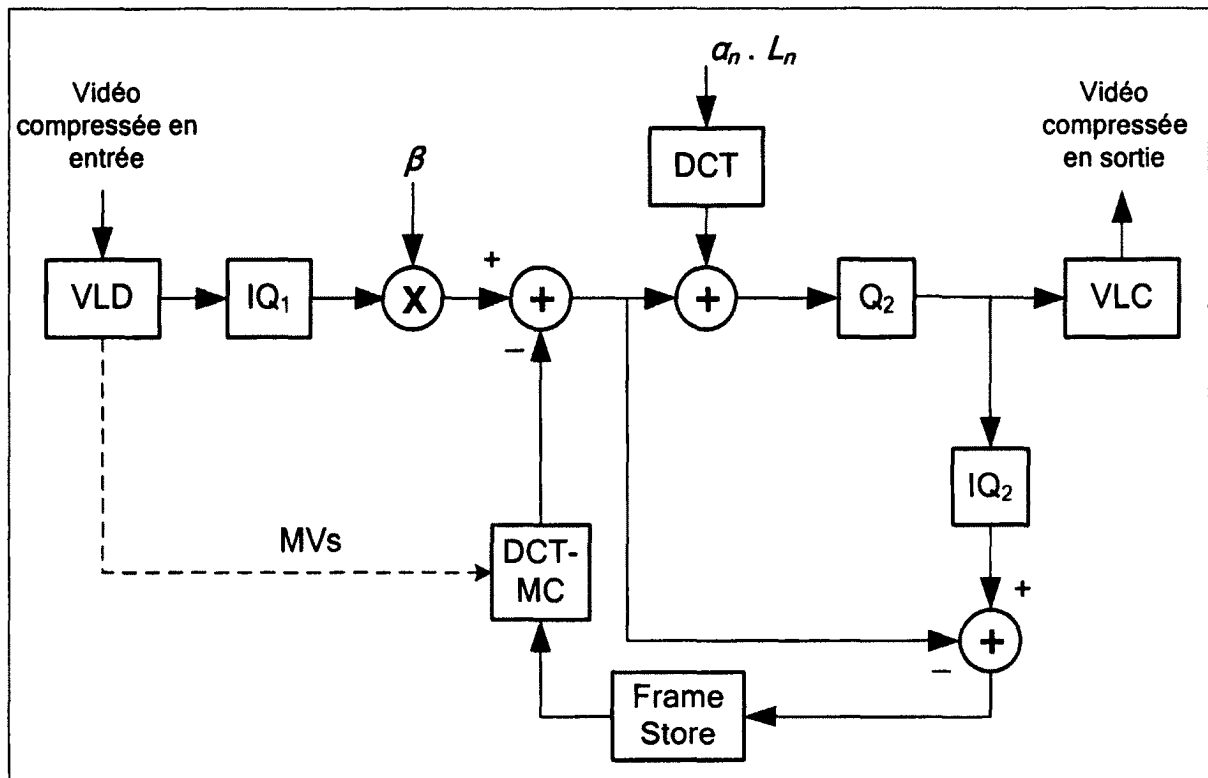 αn . Ln
Vidéo
compressée en
entrée
Vidéo
compressée
en sortie
β
DCT
+
VLD
IQ1
X
+
+
Q2
VLC
−
IQ2
MVs
DCT-
MC
+
+
−
Frame
Store